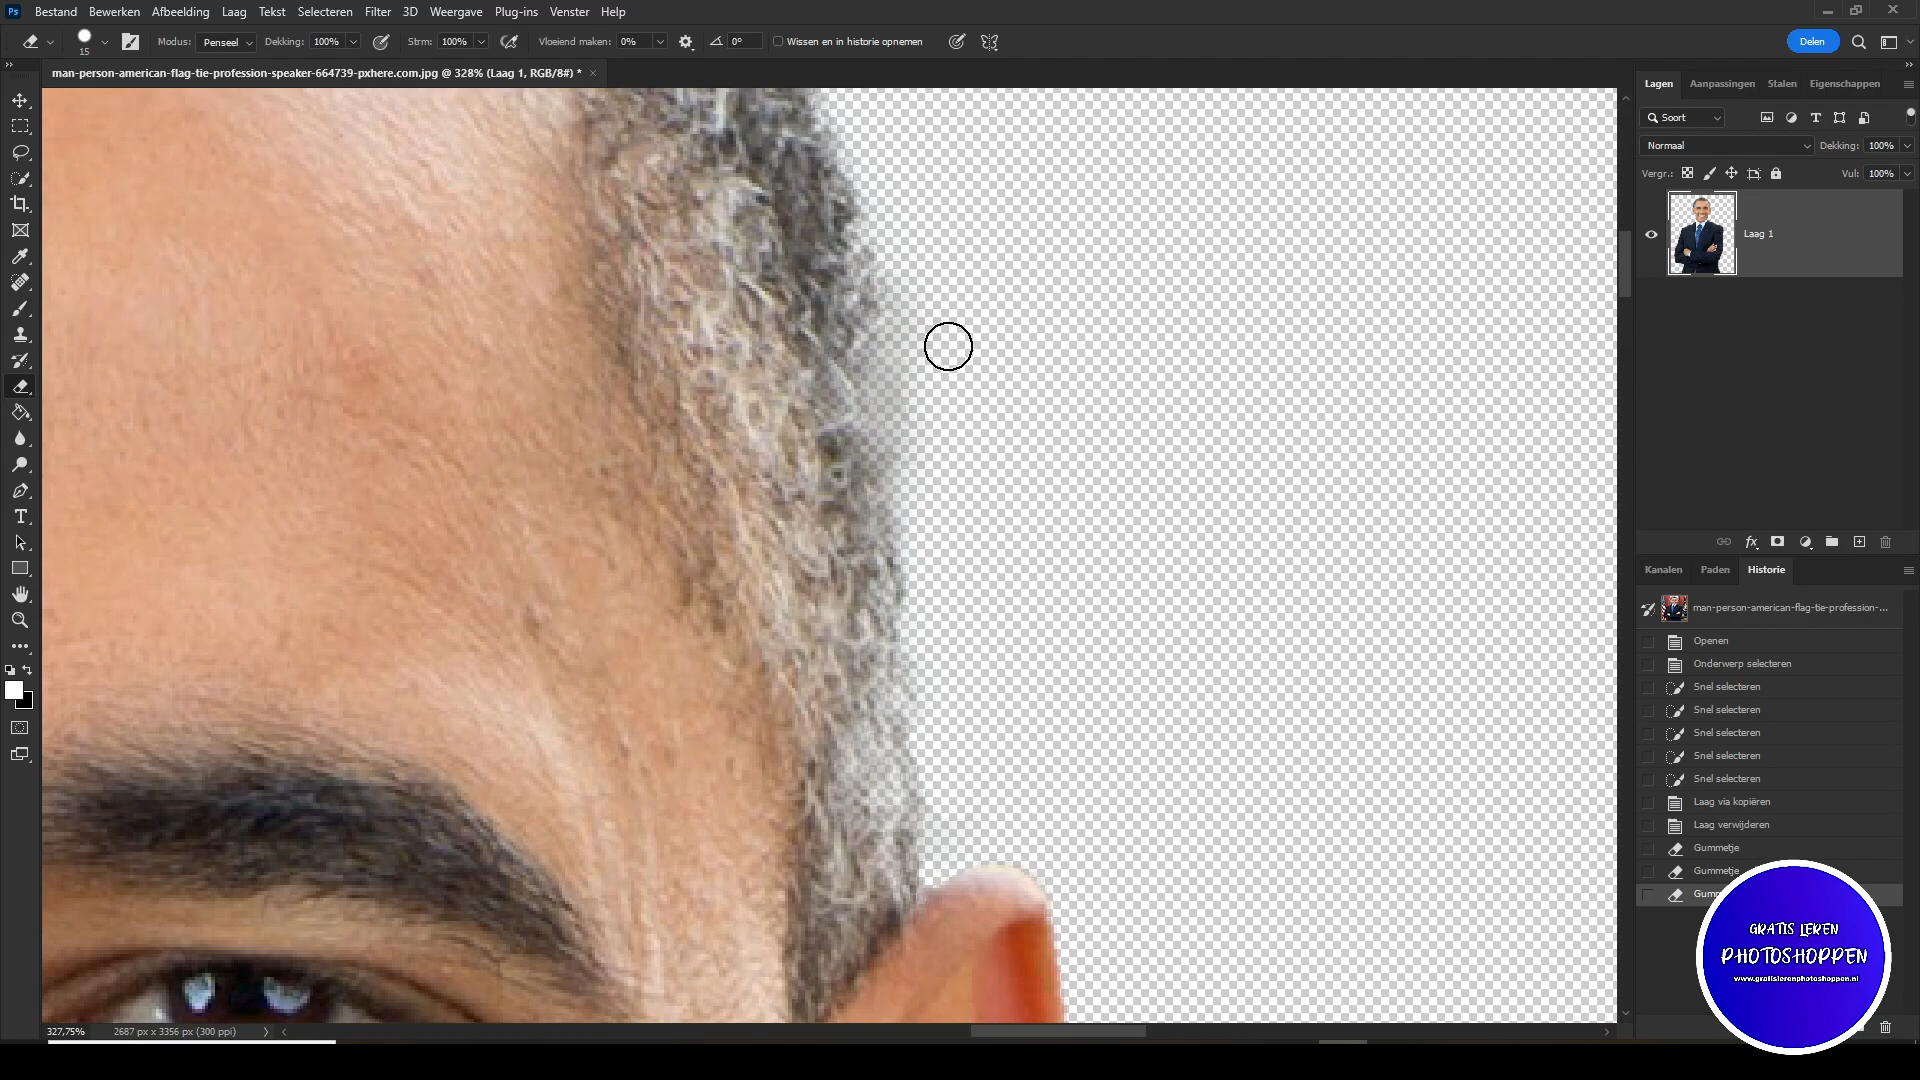 Ps Bestand Bewerken Afbeelding Laag Tekst Selecteren Filter 3D Weergave Plug-ins Venster Help
15 Modus: Penseel Dekking: 100% Strm: 100% Vloeiend maken: 0% 0° Wissen en in historie opnemen Delen
man-person-american-flag-tie-profession-speaker-664739-pxhere.com.jpg @ 328% (Laag 1, RGB/8#) *
Lagen Aanpassingen Stalen Eigenschappen
Soort
Normaal Dekking: 100%
Vergr.: Vul: 100%
Laag 1
fx
Kanalen Paden Historie
man-person-american-flag-tie-profession-...
Openen
Onderwerp selecteren
Snel selecteren
Snel selecteren
Snel selecteren
Snel selecteren
Snel selecteren
Laag via kopiëren
Laag verwijderen
Gummetje
Gummetje
Gumm
GRATIS LEREN
PHOTOSHOPPEN
www.gratislerenphotoshoppen.nl
327,75% 2687 px x 3356 px (300 ppi)